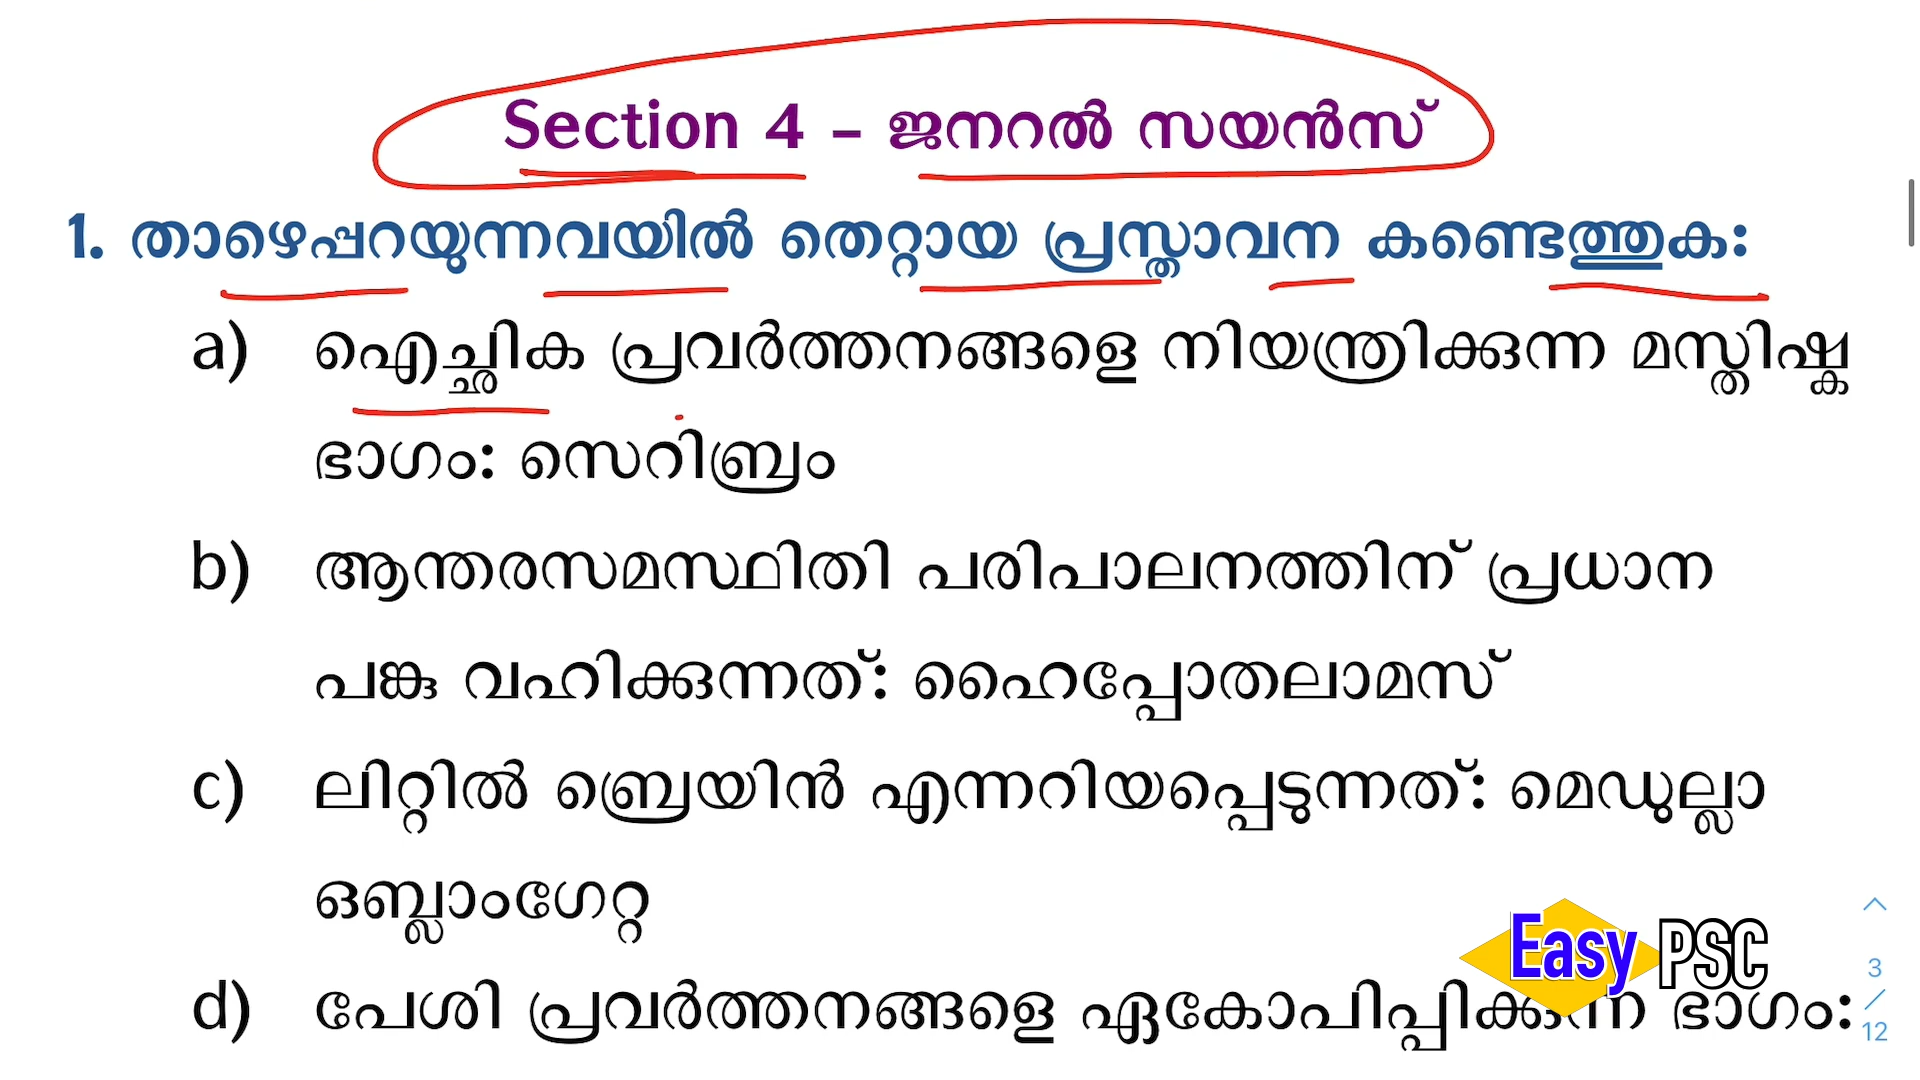 Section 4 – ജനറൽ സയൻസ്
1. താഴെപ്പറയുന്നവയിൽ തെറ്റായ പ്രസ്താവന കണ്ടെത്തുക:
a) ഐച്ഛിക പ്രവർത്തനങ്ങളെ നിയന്ത്രിക്കുന്ന മസ്തിഷ്ക
ഭാഗം: സെറിബ്രം
b) ആന്തരസമസ്ഥിതി പരിപാലനത്തിന് പ്രധാന
പങ്കു വഹിക്കുന്നത്: ഹൈപ്പോതലാമസ്
c) ലിറ്റിൽ ബ്രെയിൻ എന്നറിയപ്പെടുന്നത്: മെഡുല്ലാ
ഒബ്ലാംഗേറ്റ
d) പേശി പ്രവർത്തനങ്ങളെ ഏകോപിപ്പിക്കുന്ന ഭാഗം:
Easy PSC
3
/
12